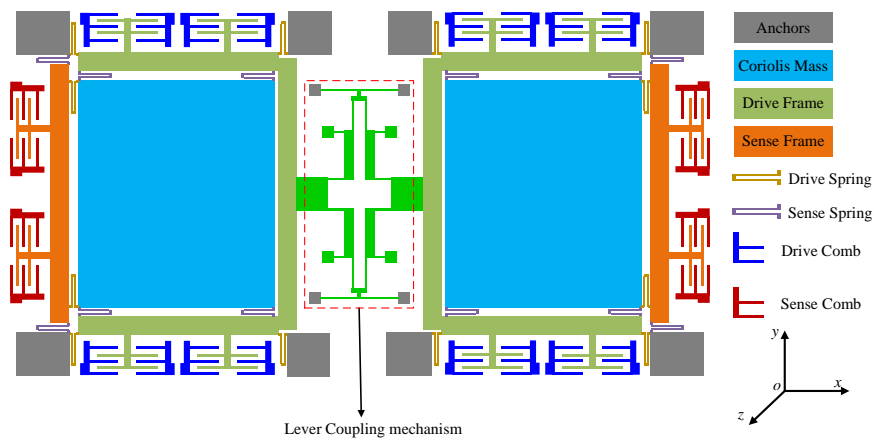 Anchors
Coriolis Mass
Drive Frame
Sense Frame
Drive Spring
Sense Spring
Drive Comb
Sense Comb
y
o
x
z
Lever Coupling mechanism